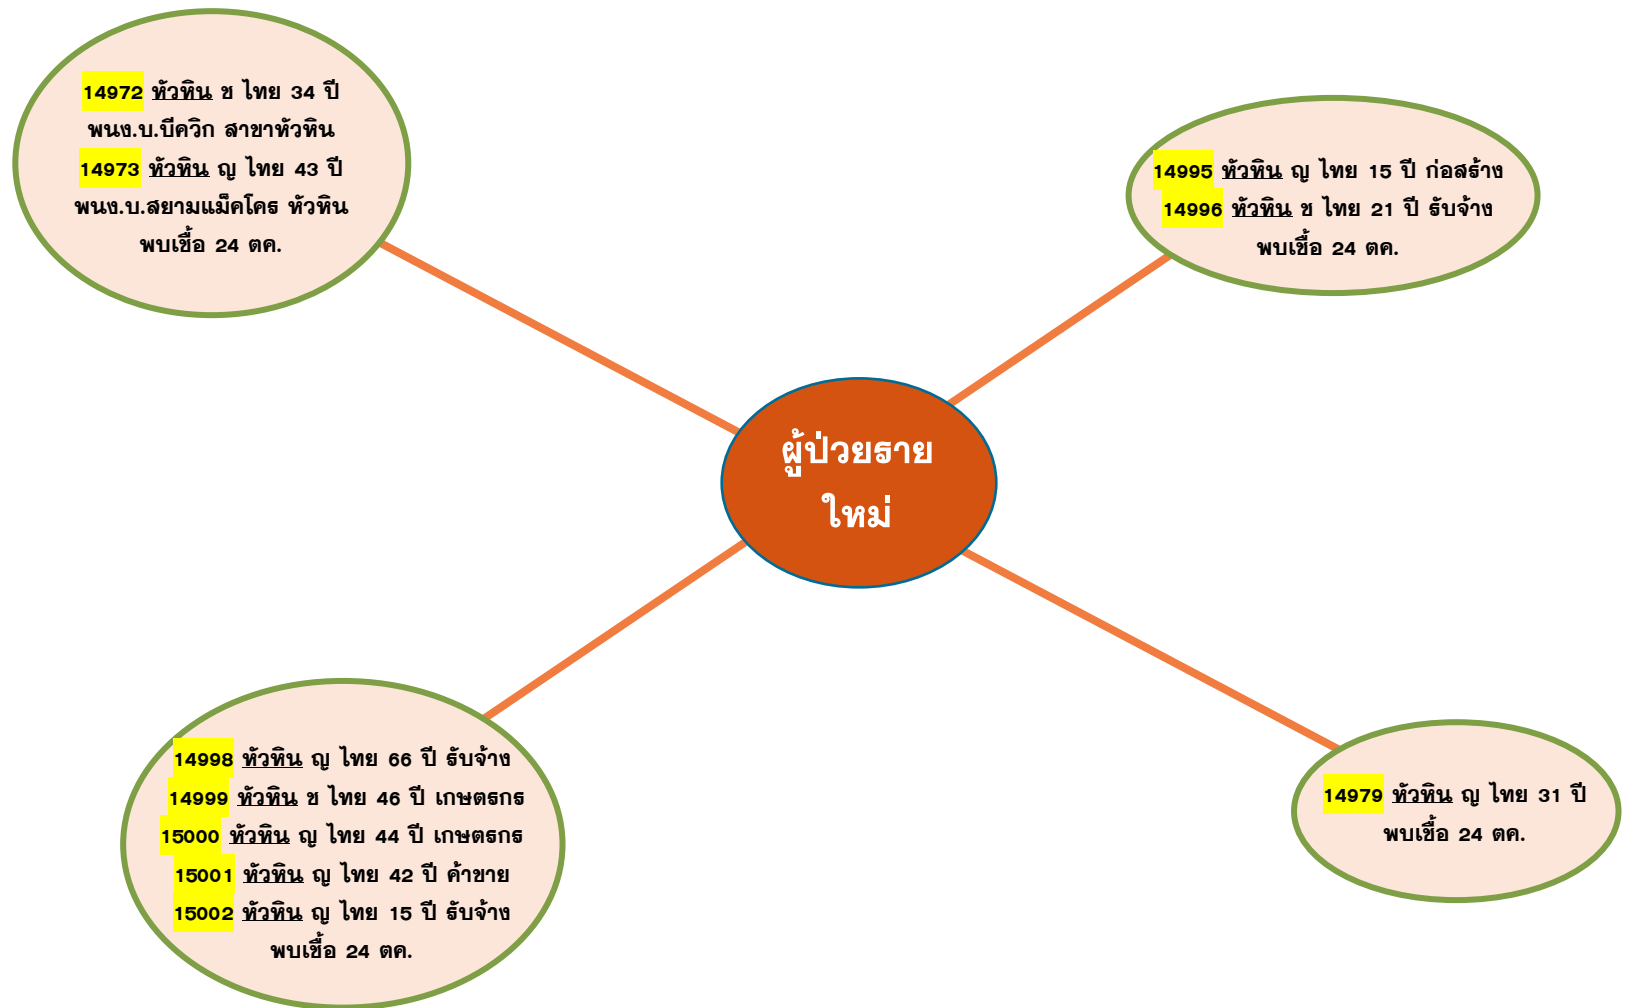 14972 หัวหิน ช ไทย 34 ปี
พนง.บ.บีควิก สาขาหัวหิน
14973 หัวหิน ญ ไทย 43 ปี
พนง.บ.สยามแม็คโคร หัวหิน
พบเชื้อ 24 ตค.
14995 หัวหิน ญ ไทย 15 ปี ก่อสร้าง
14996 หัวหิน ช ไทย 21 ปี รับจ้าง
พบเชื้อ 24 ตค.
ผู้ป่วยราย
ใหม่
14998 หัวหิน ญ ไทย 66 ปี รับจ้าง
14999 หัวหิน ช ไทย 46 ปี เกษตรกร
15000 หัวหิน ญ ไทย 44 ปี เกษตรกร
15001 หัวหิน ญ ไทย 42 ปี ค้าขาย
15002 หัวหิน ญ ไทย 15 ปี รับจ้าง
พบเชื้อ 24 ตค.
14979 หัวหิน ญ ไทย 31 ปี
พบเชื้อ 24 ตค.